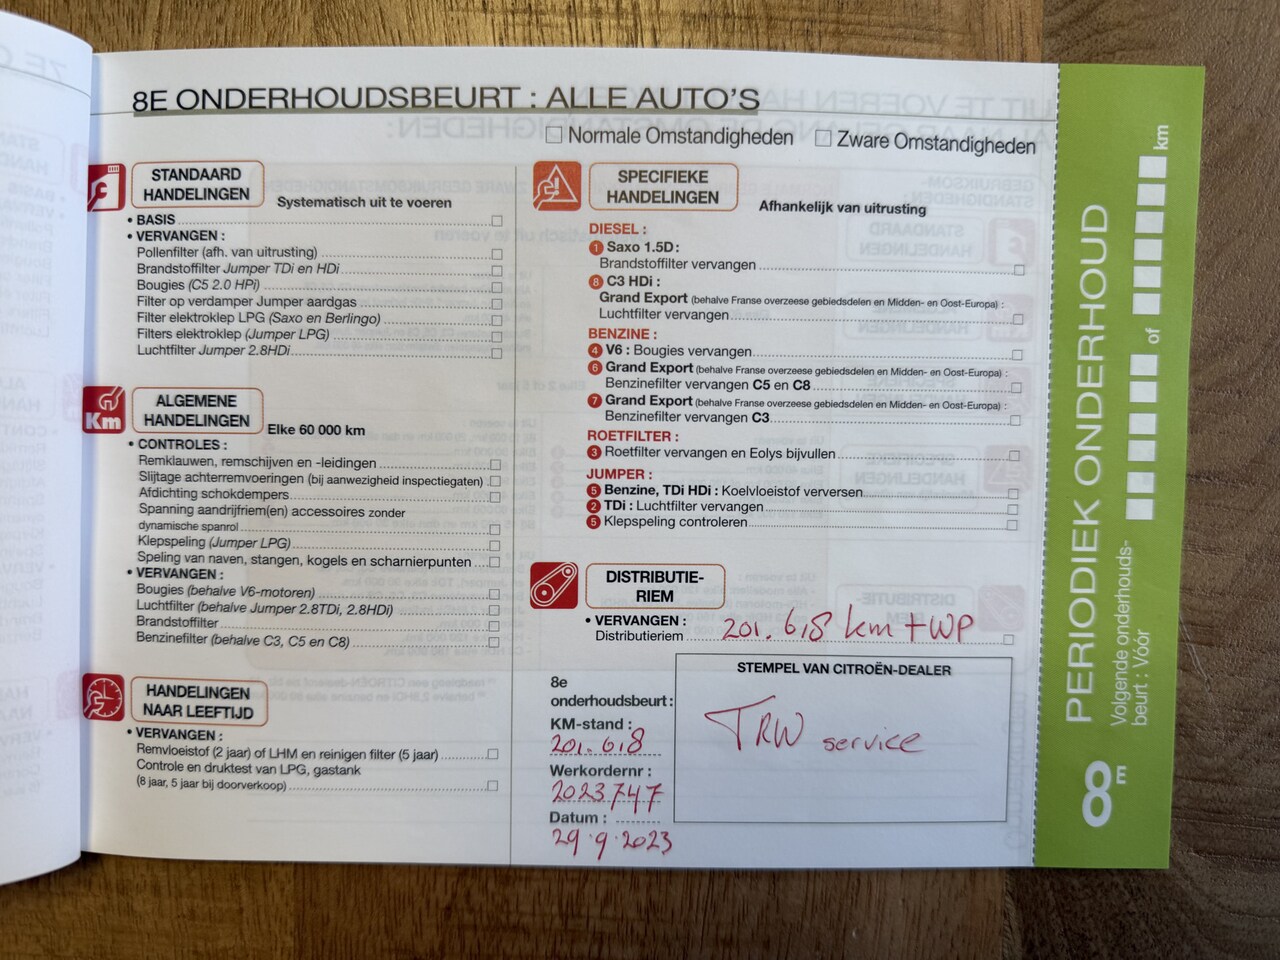 8E ONDERHOUDSBEURT : ALLE AUTO'S
Normale Omstandigheden
Zware Omstandigheden
STANDAARD
HANDELINGEN
Systematisch uit te voeren
• BASIS
• VERVANGEN :
Pollenfilter (afh. van uitrusting)
Brandstoffilter Jumper TDi en HDi
Bougies (C5 2.0 HPi)
Filter op verdamper Jumper aardgas
Filter elektroklep LPG (Saxo en Berlingo)
Filters elektroklep (Jumper LPG)
Luchtfilter Jumper 2.8HDi
Km
ALGEMENE
HANDELINGEN
Elke 60 000 km
• CONTROLES :
Remklauwen, remschijven en -leidingen
Slijtage achterremvoeringen (bij aanwezigheid inspectiegaten)
Afdichting schokdempers
Spanning aandrijfriem(en) accessoires zonder
dynamische spanrol
Klepspeling (Jumper LPG)
Speling van naven, stangen, kogels en scharnierpunten
• VERVANGEN :
Bougies (behalve V6-motoren)
Luchtfilter (behalve Jumper 2.8TDi, 2.8HDi)
Brandstoffilter
Benzinefilter (behalve C3, C5 en C8)
HANDELINGEN
NAAR LEEFTIJD
• VERVANGEN :
Remvloeistof (2 jaar) of LHM en reinigen filter (5 jaar)
Controle en druktest van LPG, gastank
(8 jaar, 5 jaar bij doorverkoop)
SPECIFIEKE
HANDELINGEN
Afhankelijk van uitrusting
DIESEL :
1 Saxo 1.5D :
Brandstoffilter vervangen
8 C3 HDi :
Grand Export (behalve Franse overzeese gebiedsdelen en Midden- en Oost-Europa) :
Luchtfilter vervangen
BENZINE :
4 V6 : Bougies vervangen
6 Grand Export (behalve Franse overzeese gebiedsdelen en Midden- en Oost-Europa) :
Benzinefilter vervangen C5 en C8
7 Grand Export (behalve Franse overzeese gebiedsdelen en Midden- en Oost-Europa) :
Benzinefilter vervangen C3
ROETFILTER :
3 Roetfilter vervangen en Eolys bijvullen
JUMPER :
5 Benzine, TDi HDi : Koelvloeistof verversen
2 TDi : Luchtfilter vervangen
5 Klepspeling controleren
DISTRIBUTIE-
RIEM
• VERVANGEN :
Distributieriem 201.618 km + WP
8e
onderhoudsbeurt :
KM-stand :
201.618
Werkordernr :
2023747
Datum :
29.9.2023
STEMPEL VAN CITROËN-DEALER
TRW service
8E
PERIODIEK ONDERHOUD
Volgende onderhouds-
beurt : Vóór
of
km